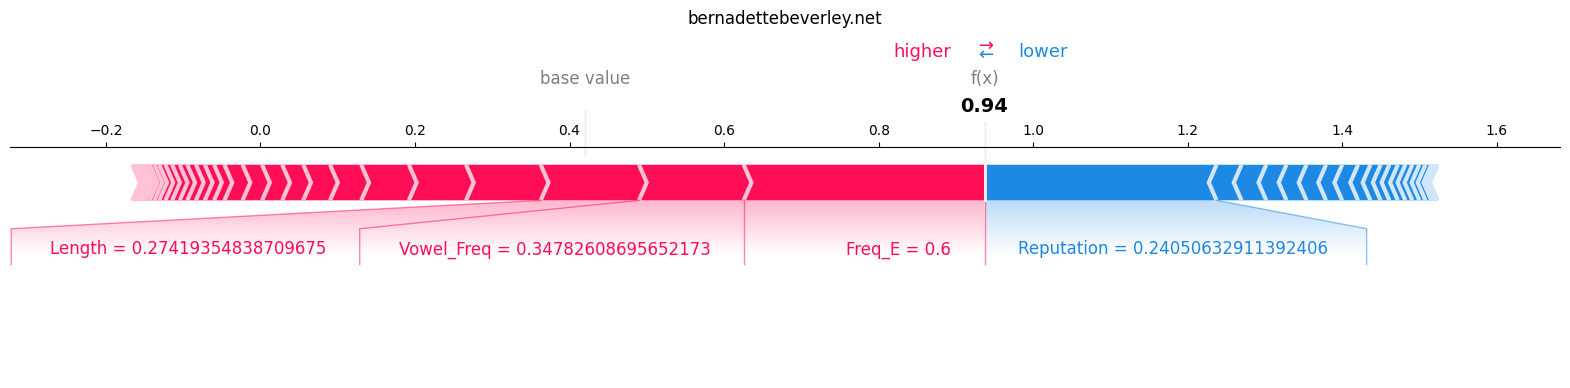 bernadettebeverley.net
higher → lower
←
base value f(x)
0.94
−0.2 0.0 0.2 0.4 0.6 0.8 1.0 1.2 1.4 1.6
Length = 0.27419354838709675 Vowel_Freq = 0.34782608695652173 Freq_E = 0.6 Reputation = 0.24050632911392406